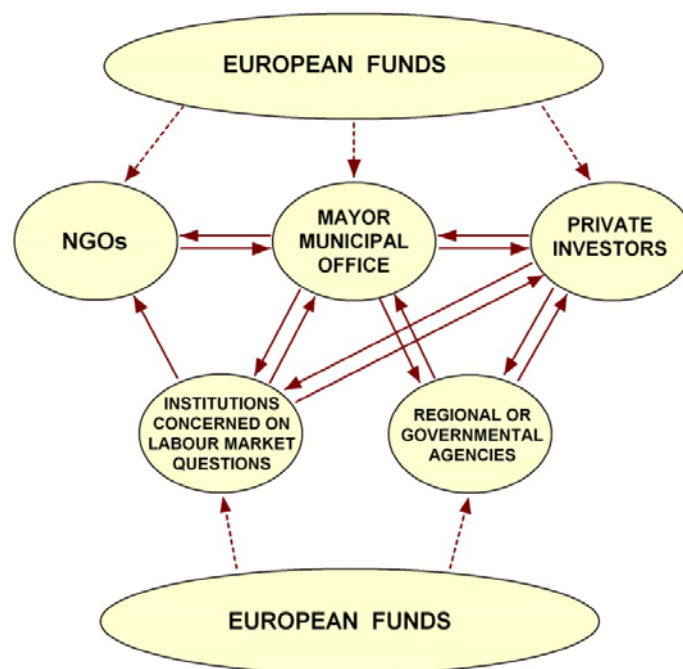 EUROPEAN FUNDS
NGOs
MAYOR
MUNICIPAL
OFFICE
PRIVATE
INVESTORS
INSTITUTIONS
CONCERNED ON
LABOUR MARKET
QUESTIONS
REGIONAL OR
GOVERNMENTAL
AGENCIES
EUROPEAN FUNDS